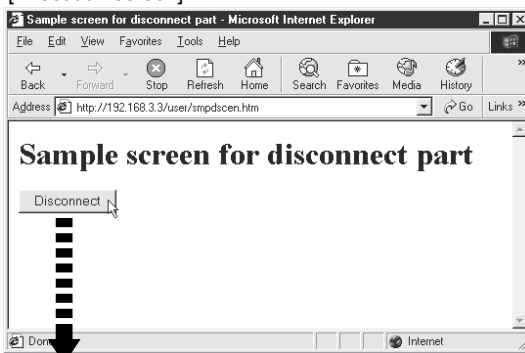 Sample screen for disconnect part - Microsoft Internet Explorer
File Edit View Favorites Tools Help
Back Forward Stop Refresh Home Search Favorites Media History »
Address http://192.168.3.3/user/smpdscen.htm Go Links »
Sample screen for disconnect part
Disconnect
Internet